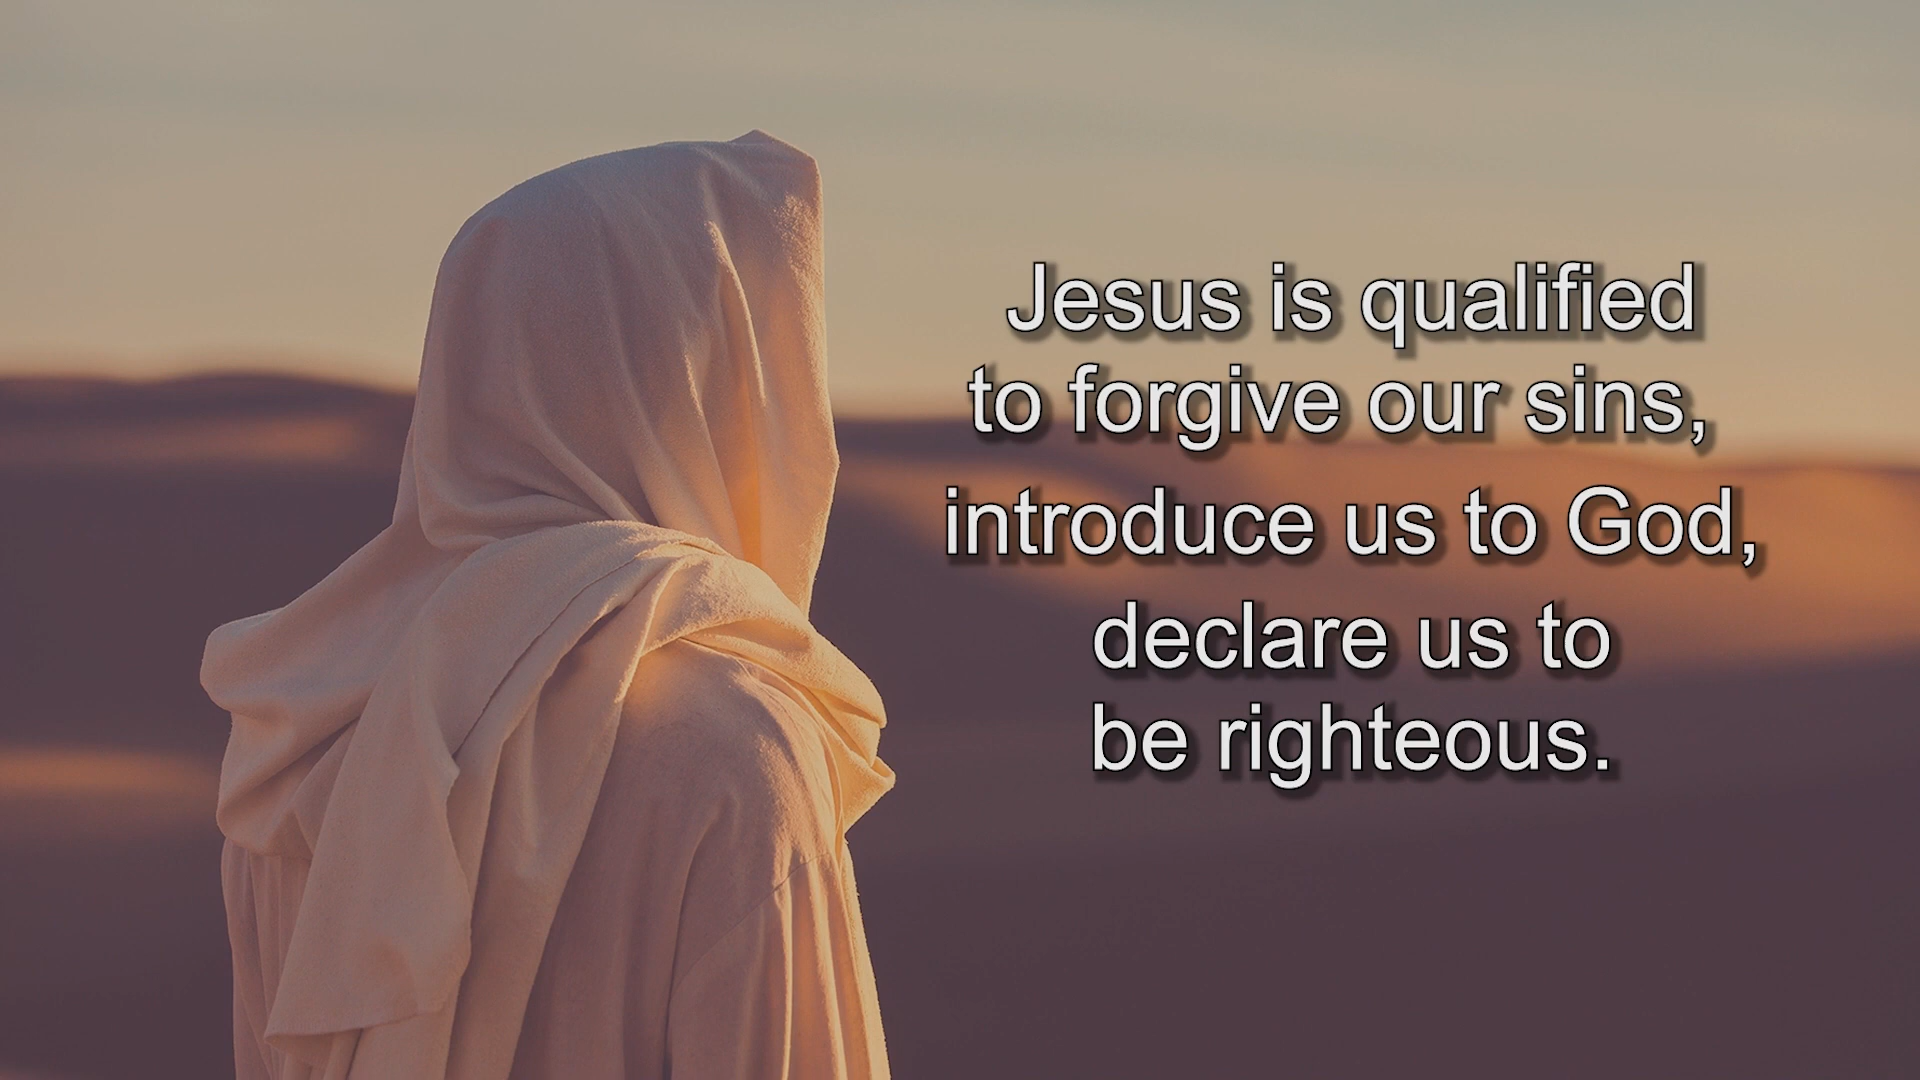 Jesus is qualified
to forgive our sins,
introduce us to God,
declare us to
be righteous.